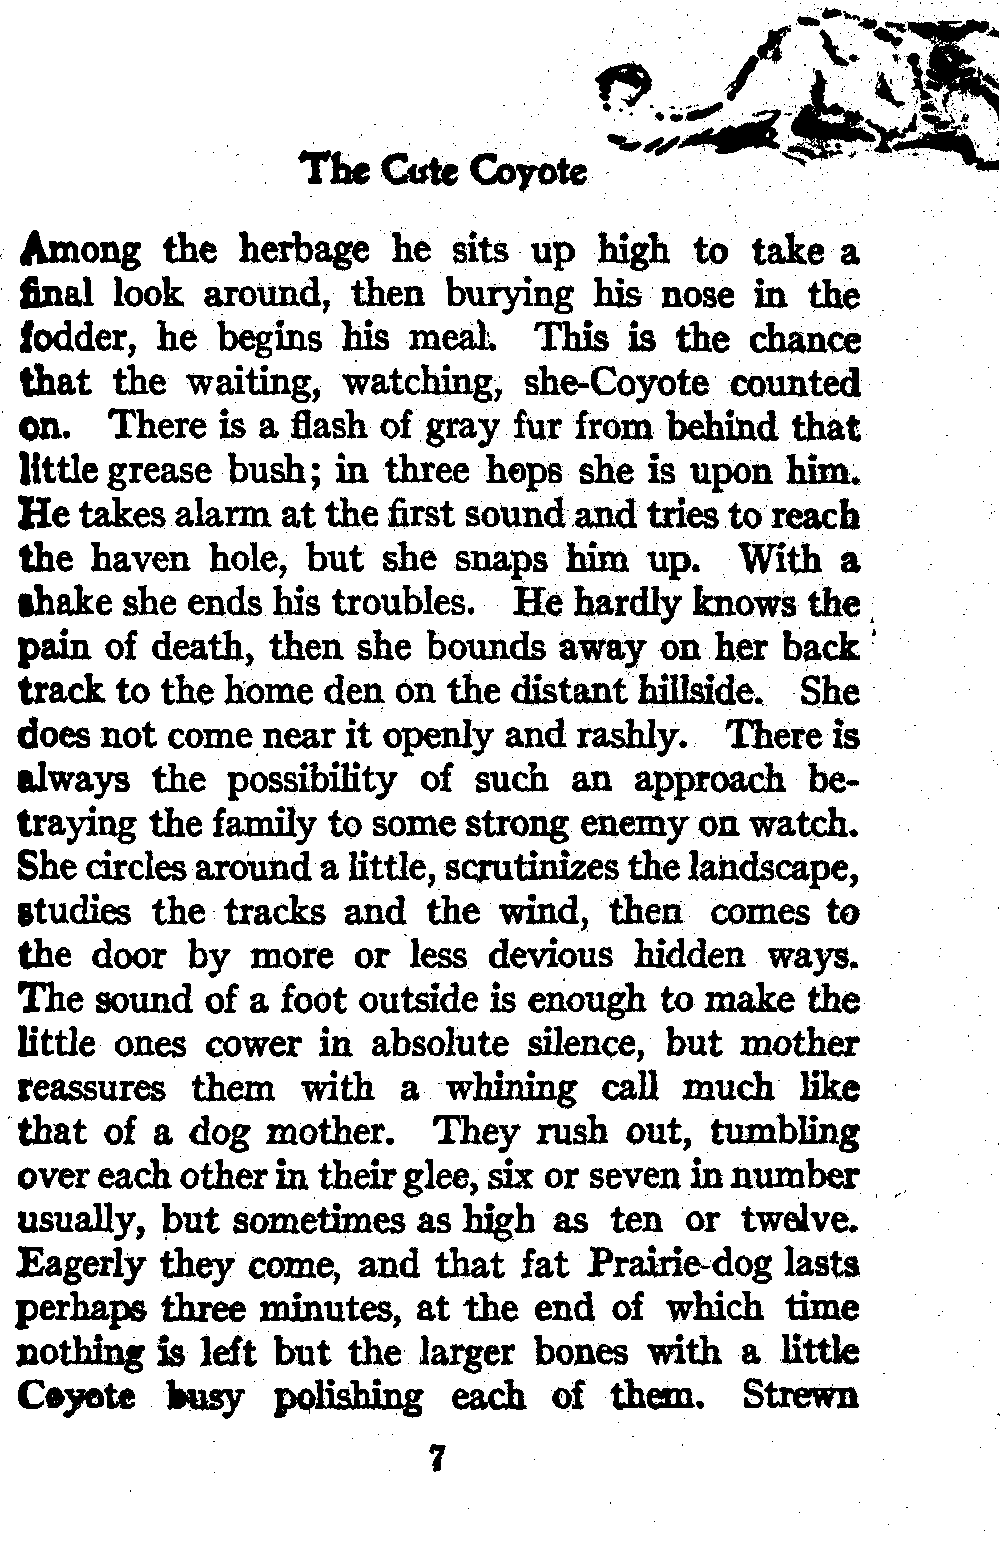 The Cute Coyote
Among the herbage he sits up high to take a
final look around, then burying his nose in the
fodder, he begins his meal. This is the chance
that the waiting, watching, she-Coyote counted
on. There is a flash of gray fur from behind that
little grease bush; in three hops she is upon him.
He takes alarm at the first sound and tries to reach
the haven hole, but she snaps him up. With a
shake she ends his troubles. He hardly knows the
pain of death, then she bounds away on her back
track to the home den on the distant hillside. She
does not come near it openly and rashly. There is
always the possibility of such an approach be-
traying the family to some strong enemy on watch.
She circles around a little, scrutinizes the landscape,
studies the tracks and the wind, then comes to
the door by more or less devious hidden ways.
The sound of a foot outside is enough to make the
little ones cower in absolute silence, but mother
reassures them with a whining call much like
that of a dog mother. They rush out, tumbling
over each other in their glee, six or seven in number
usually, but sometimes as high as ten or twelve.
Eagerly they come, and that fat Prairie-dog lasts
perhaps three minutes, at the end of which time
nothing is left but the larger bones with a little
Coyote busy polishing each of them. Strewn
7